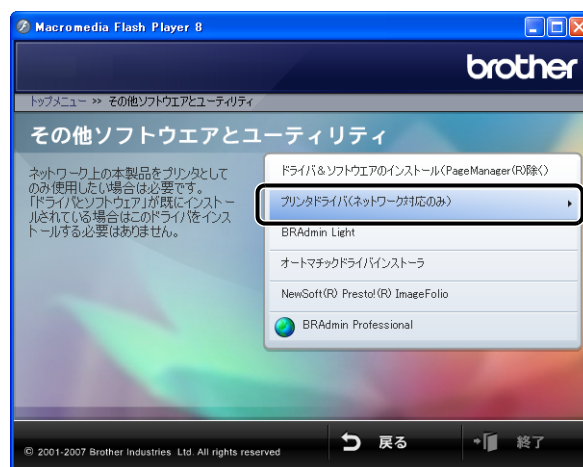 Macromedia Flash Player 8
brother
トップメニュー >> その他ソフトウエアとユーティリティ
その他ソフトウエアとユーティリティ
ネットワーク上の本製品をプリンタとして
のみ使用したい場合は必要です。
「ドライバとソフトウェア」が既にインストー
ルされている場合はこのドライバをインス
トールする必要はありません。
ドライバ&ソフトウエアのインストール(PageManager(R)除く)
プリンタドライバ(ネットワーク対応のみ)
BRAdmin Light
オートマチックドライバインストーラ
NewSoft(R) Presto!(R) ImageFolio
BRAdmin Professional
© 2001-2007 Brother Industries Ltd. All rights reserved
戻る
終了